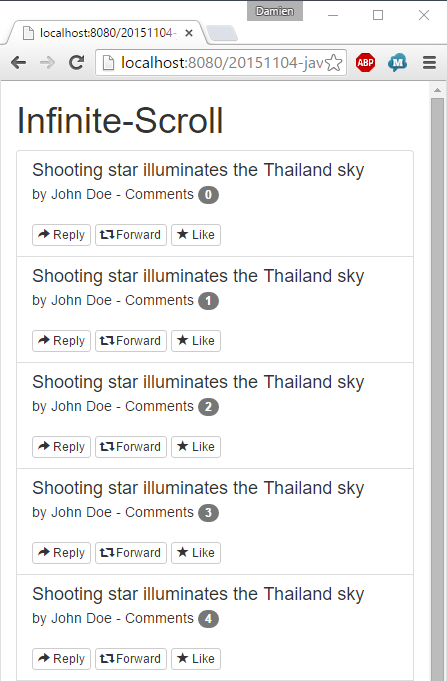 Damien
localhost:8080/20151104-
localhost:8080/20151104-jav
ABP
M
Infinite-Scroll
Shooting star illuminates the Thailand sky
by John Doe - Comments 0
Reply Forward Like
Shooting star illuminates the Thailand sky
by John Doe - Comments 1
Reply Forward Like
Shooting star illuminates the Thailand sky
by John Doe - Comments 2
Reply Forward Like
Shooting star illuminates the Thailand sky
by John Doe - Comments 3
Reply Forward Like
Shooting star illuminates the Thailand sky
by John Doe - Comments 4
Reply Forward Like